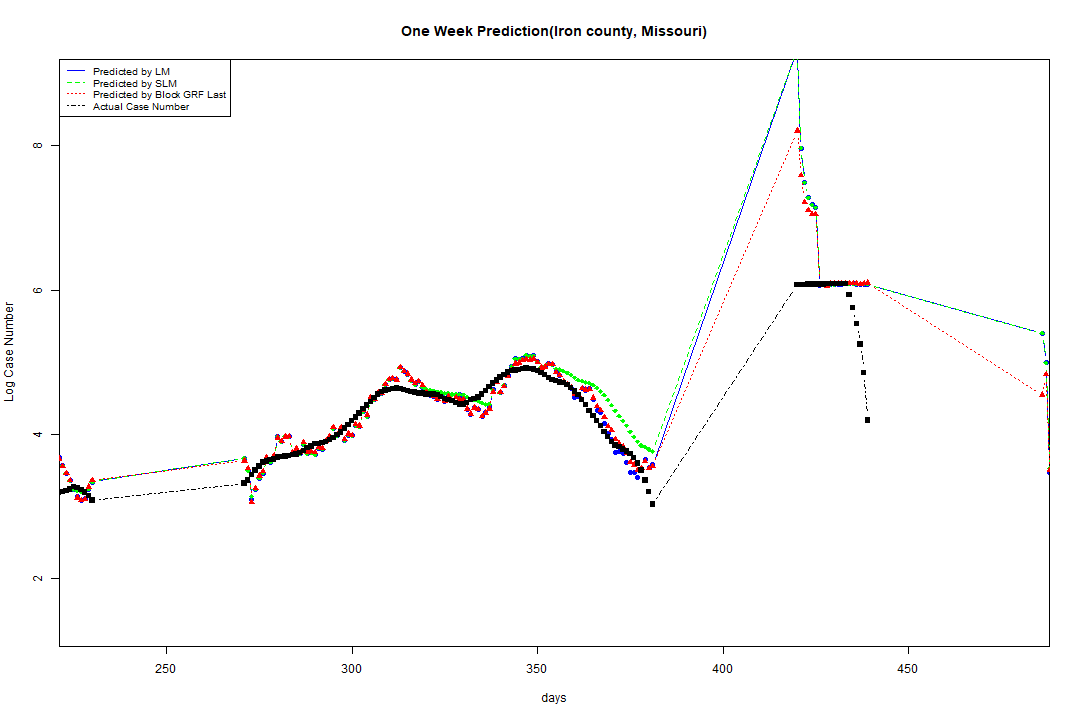 One Week Prediction(Iron county, Missouri)
Predicted by LM
Predicted by SLM
Predicted by Block GRF Last
Actual Case Number
8
6
4
2
Log Case Number
250
300
350
400
450
days